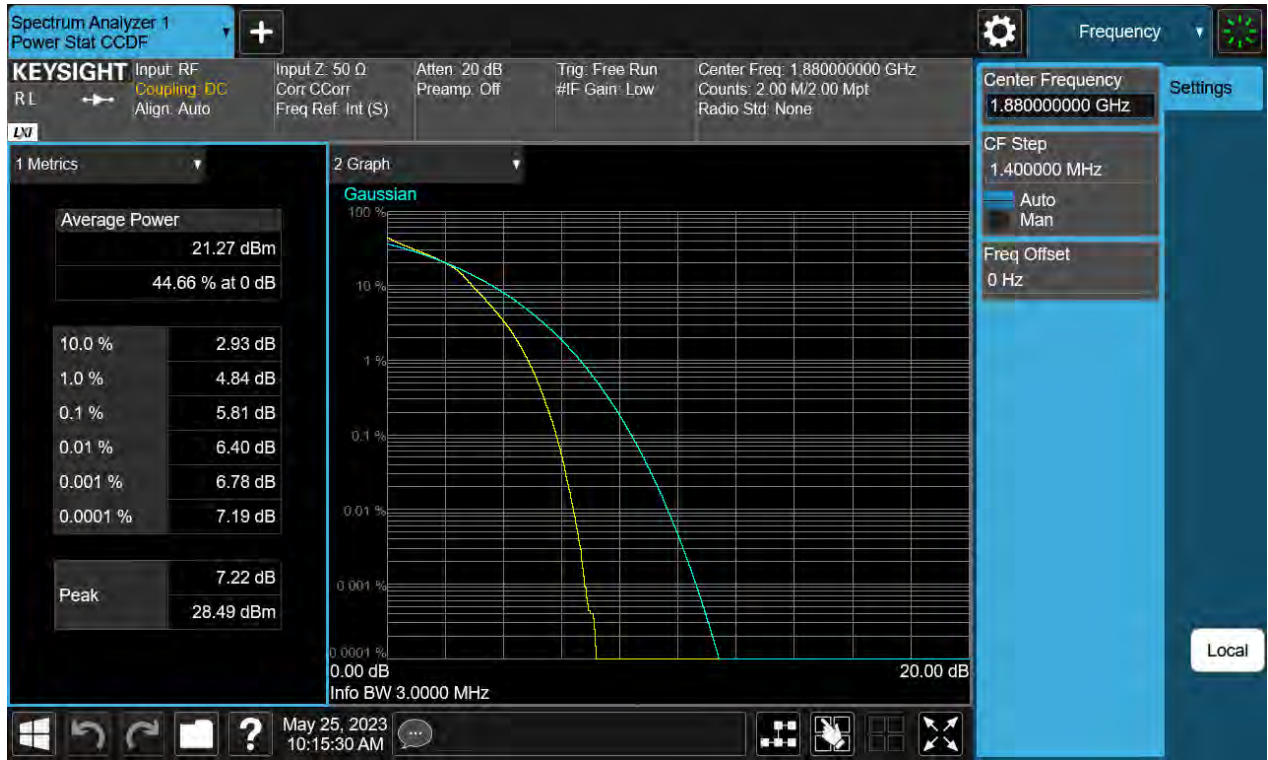 Spectrum Analyzer 1
Power Stat CCDF
+
Frequency
KEYSIGHT
RL
LXI
Input: RF
Coupling: DC
Align: Auto
Input Z: 50 Ω
Corr CCorr
Freq Ref: Int (S)
Atten: 20 dB
Preamp: Off
Trig: Free Run
#IF Gain: Low
Center Freq: 1.880000000 GHz
Counts: 2.00 M/2.00 Mpt
Radio Std: None
1 Metrics
Average Power
21.27 dBm
44.66 % at 0 dB
10.0 % 2.93 dB
1.0 % 4.84 dB
0.1 % 5.81 dB
0.01 % 6.40 dB
0.001 % 6.78 dB
0.0001 % 7.19 dB
Peak
7.22 dB
28.49 dBm
2 Graph
Gaussian
100 %
10 %
1 %
0.1 %
0.01 %
0.001 %
0.0001 %
0.00 dB 20.00 dB
Info BW 3.0000 MHz
Center Frequency
1.880000000 GHz
CF Step
1.400000 MHz
Auto
Man
Freq Offset
0 Hz
Settings
Local
?
May 25, 2023
10:15:30 AM